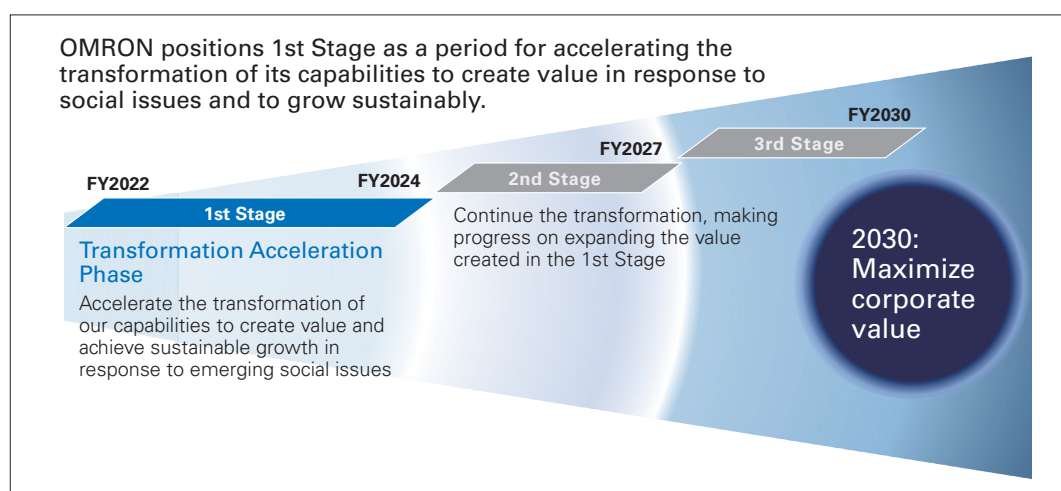 OMRON positions 1st Stage as a period for accelerating the
transformation of its capabilities to create value in response to
social issues and to grow sustainably.
FY2022
FY2024
1st Stage
Transformation Acceleration
Phase
Accelerate the transformation of
our capabilities to create value and
achieve sustainable growth in
response to emerging social issues
FY2027
2nd Stage
Continue the transformation, making
progress on expanding the value
created in the 1st Stage
FY2030
3rd Stage
2030:
Maximize
corporate
value